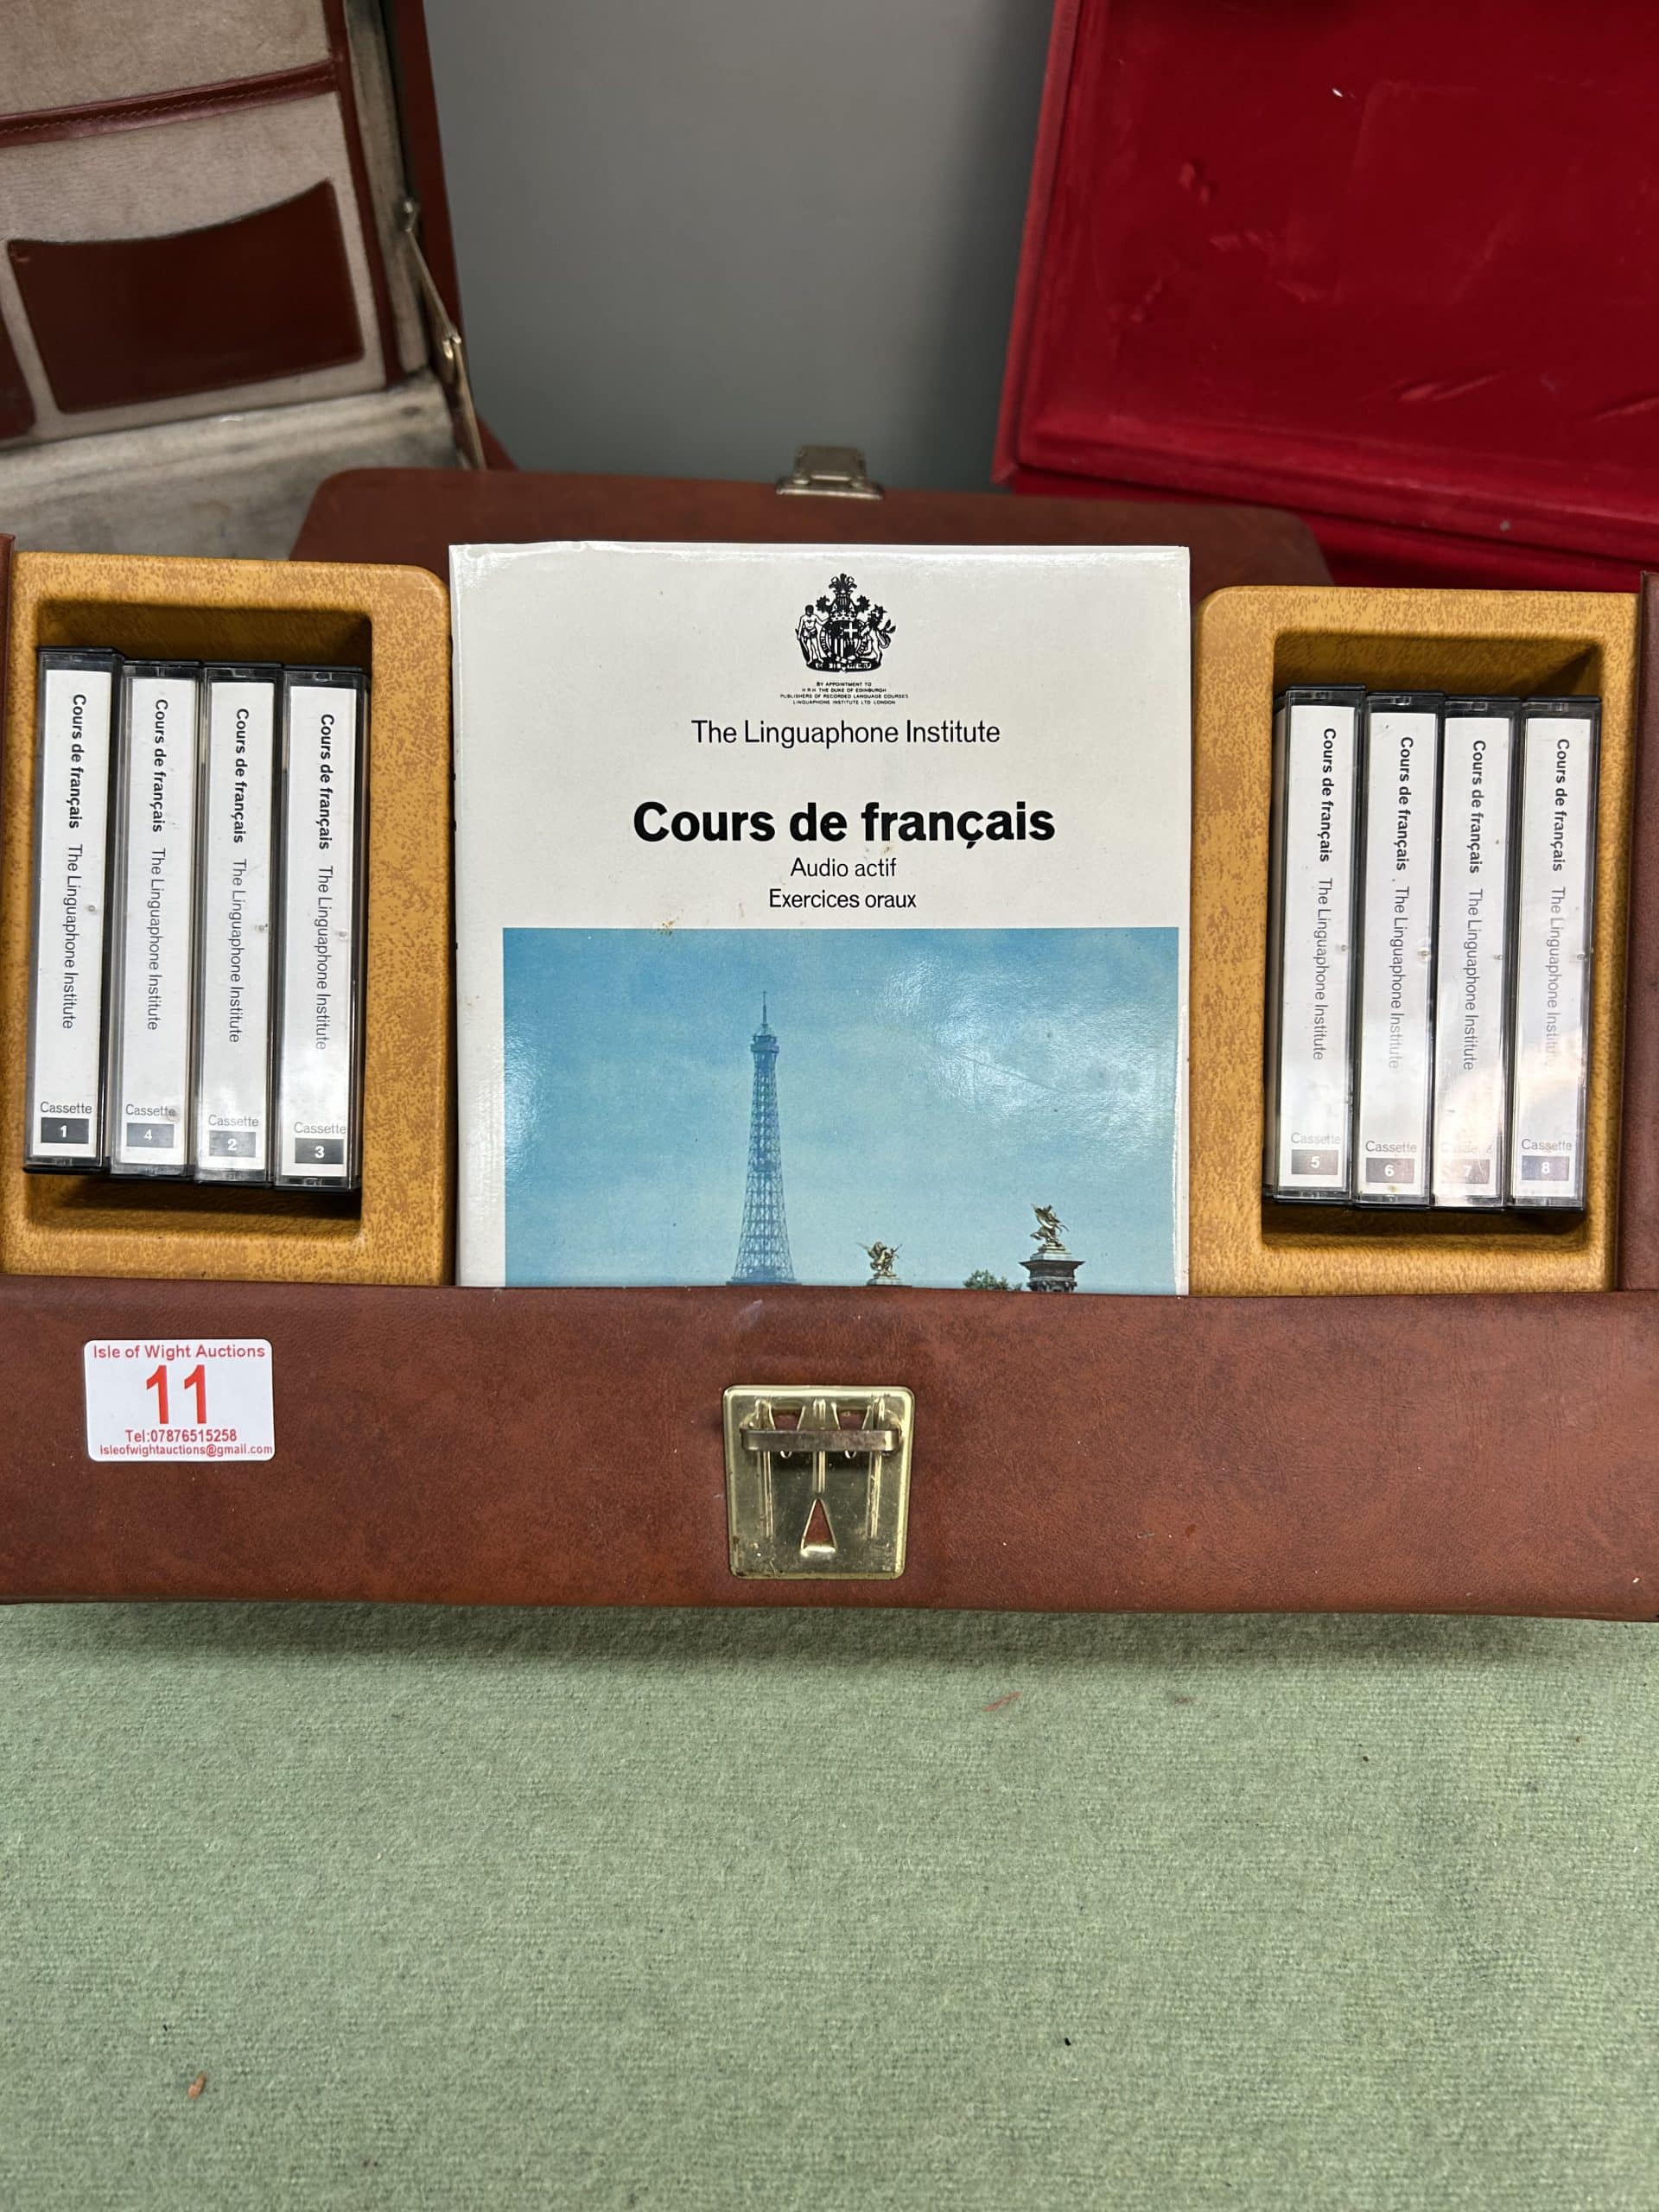 Cours de français The Linguaphone Institute
Cassette
1
Cours de français The Linguaphone Institute
Cassette
4
Cours de français The Linguaphone Institute
Cassette
2
Cours de français The Linguaphone Institute
Cassette
3
BY APPOINTMENT TO
H R H THE DUKE OF EDINBURGH
PUBLISHERS OF RECORDED LANGUAGE COURSES
LINGUAPHONE INSTITUTE LTD LONDON
The Linguaphone Institute
Cours de français
Audio actif
Exercices oraux
Cours de français The Linguaphone Institute
Cassette
5
Cours de français The Linguaphone Institute
Cassette
6
Cours de français The Linguaphone Institute
7
Cours de français The Linguaphone
Cassette
8
Isle of Wight Auctions
11
Tel:07876515258
Isleofwightauctions@gmail.com